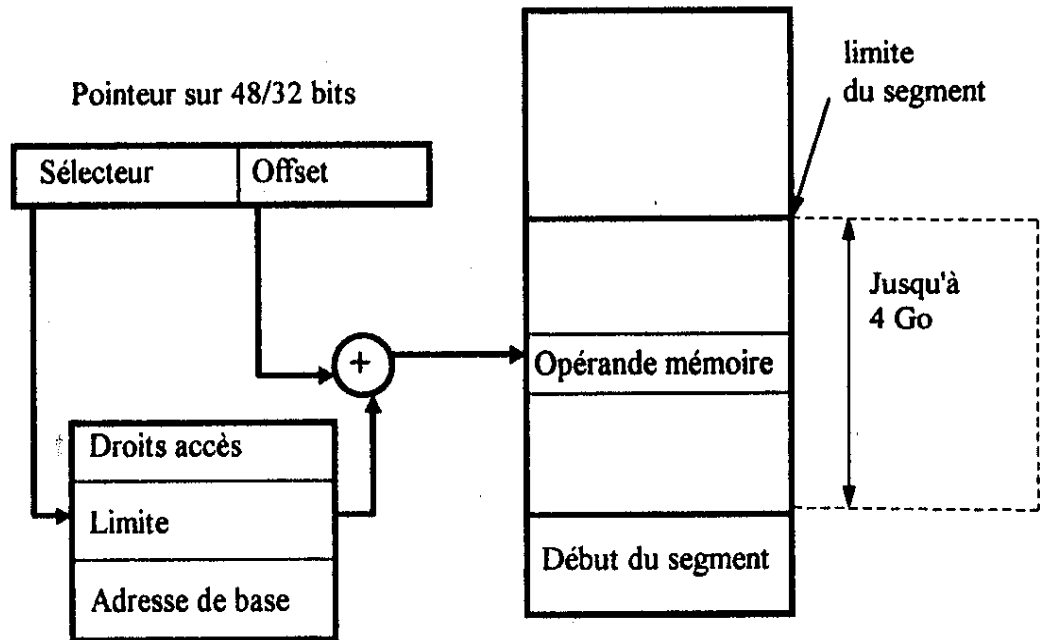 Pointeur sur 48/32 bits
Sélecteur
Offset
limite
du segment
Jusqu'à
4 Go
+
Opérande mémoire
Droits accès
Limite
Adresse de base
Début du segment